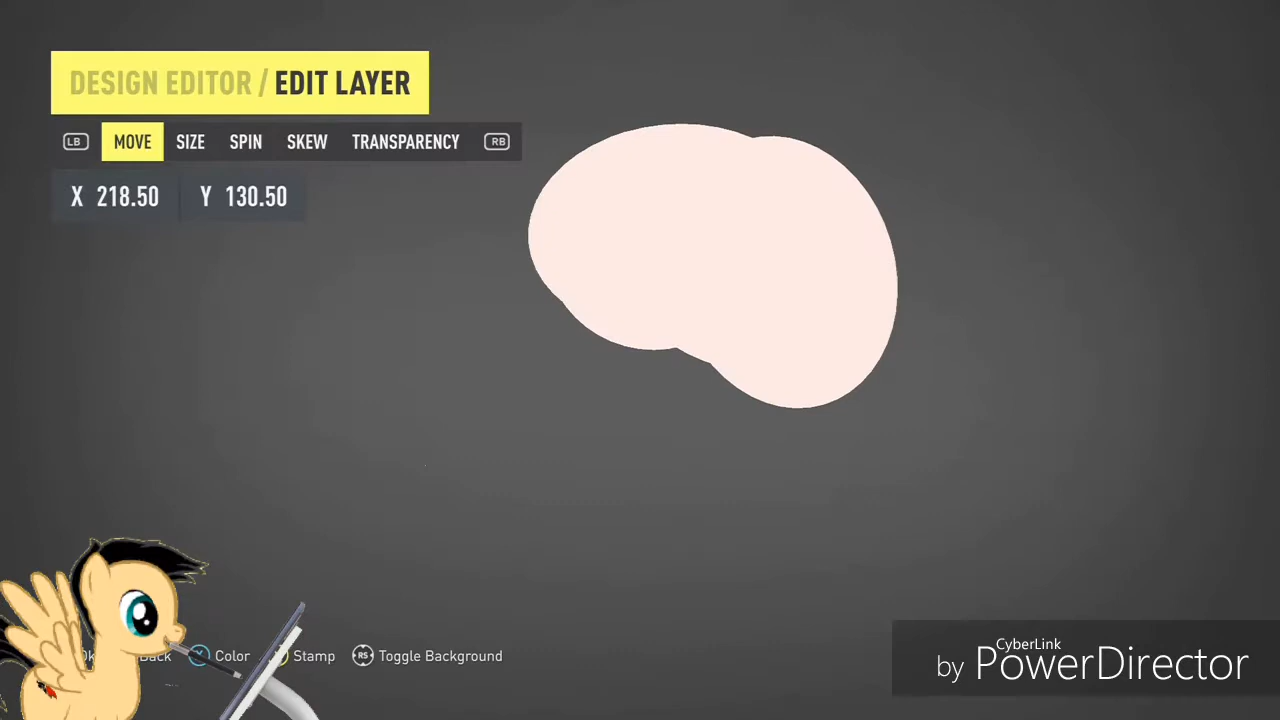 DESIGN EDITOR / EDIT LAYER
LB MOVE SIZE SPIN SKEW TRANSPARENCY RB
X 218.50 Y 130.50
Back Color Stamp RS Toggle Background
CyberLink
by PowerDirector